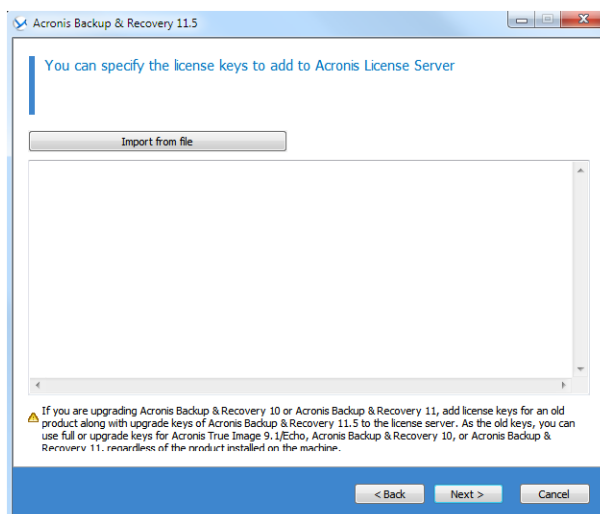 Acronis Backup & Recovery 11.5
You can specify the license keys to add to Acronis License Server
Import from file
If you are upgrading Acronis Backup & Recovery 10 or Acronis Backup & Recovery 11, add license keys for an old
product along with upgrade keys of Acronis Backup & Recovery 11.5 to the license server. As the old keys, you can
use full or upgrade keys for Acronis True Image 9.1/Echo, Acronis Backup & Recovery 10, or Acronis Backup &
Recovery 11, regardless of the product installed on the machine.
< Back Next > Cancel